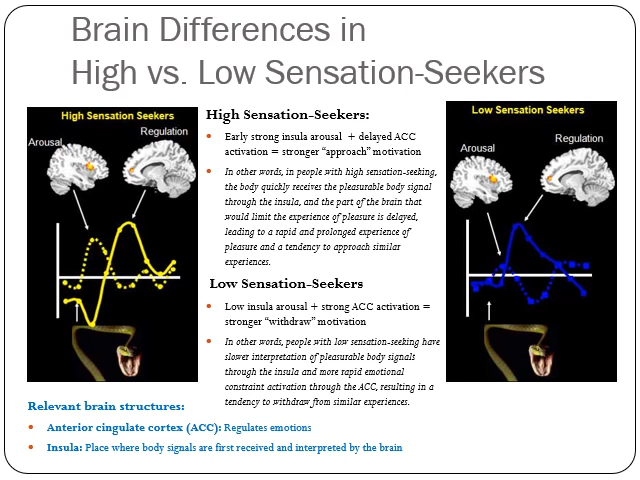 Brain Differences in
High vs. Low Sensation-Seekers
High Sensation Seekers
Arousal
Regulation
High Sensation-Seekers:
Early strong insula arousal + delayed ACC
activation = stronger “approach” motivation
In other words, in people with high sensation-seeking,
the body quickly receives the pleasurable body signal
through the insula, and the part of the brain that
would limit the experience of pleasure is delayed,
leading to a rapid and prolonged experience of
pleasure and a tendency to approach similar
experiences.
Low Sensation-Seekers
Low insula arousal + strong ACC activation =
stronger “withdraw” motivation
In other words, people with low sensation-seeking have
slower interpretation of pleasurable body signals
through the insula and more rapid emotional
constraint activation through the ACC, resulting in a
tendency to withdraw from similar experiences.
Low Sensation Seekers
Arousal
Regulation
Relevant brain structures:
Anterior cingulate cortex (ACC): Regulates emotions
Insula: Place where body signals are first received and interpreted by the brain